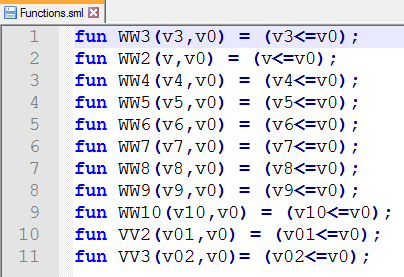 Functions.sml
1 fun WW3(v3,v0) = (v3<=v0);
2 fun WW2(v,v0) = (v<=v0);
3 fun WW4(v4,v0) = (v4<=v0);
4 fun WW5(v5,v0) = (v5<=v0);
5 fun WW6(v6,v0) = (v6<=v0);
6 fun WW7(v7,v0) = (v7<=v0);
7 fun WW8(v8,v0) = (v8<=v0);
8 fun WW9(v9,v0) = (v9<=v0);
9 fun WW10(v10,v0) = (v10<=v0);
10 fun VV2(v01,v0) = (v01<=v0);
11 fun VV3(v02,v0)= (v02<=v0);